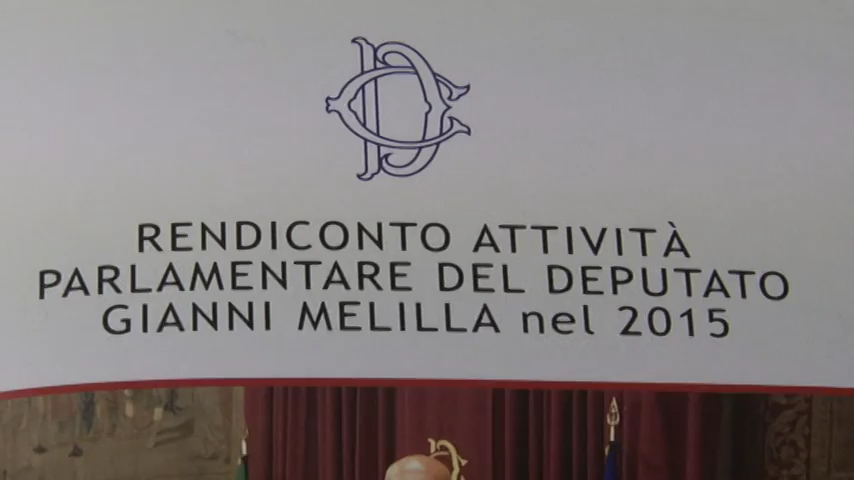 RENDICONTO ATTIVITÀ
PARLAMENTARE DEL DEPUTATO
GIANNI MELILLA nel 2015